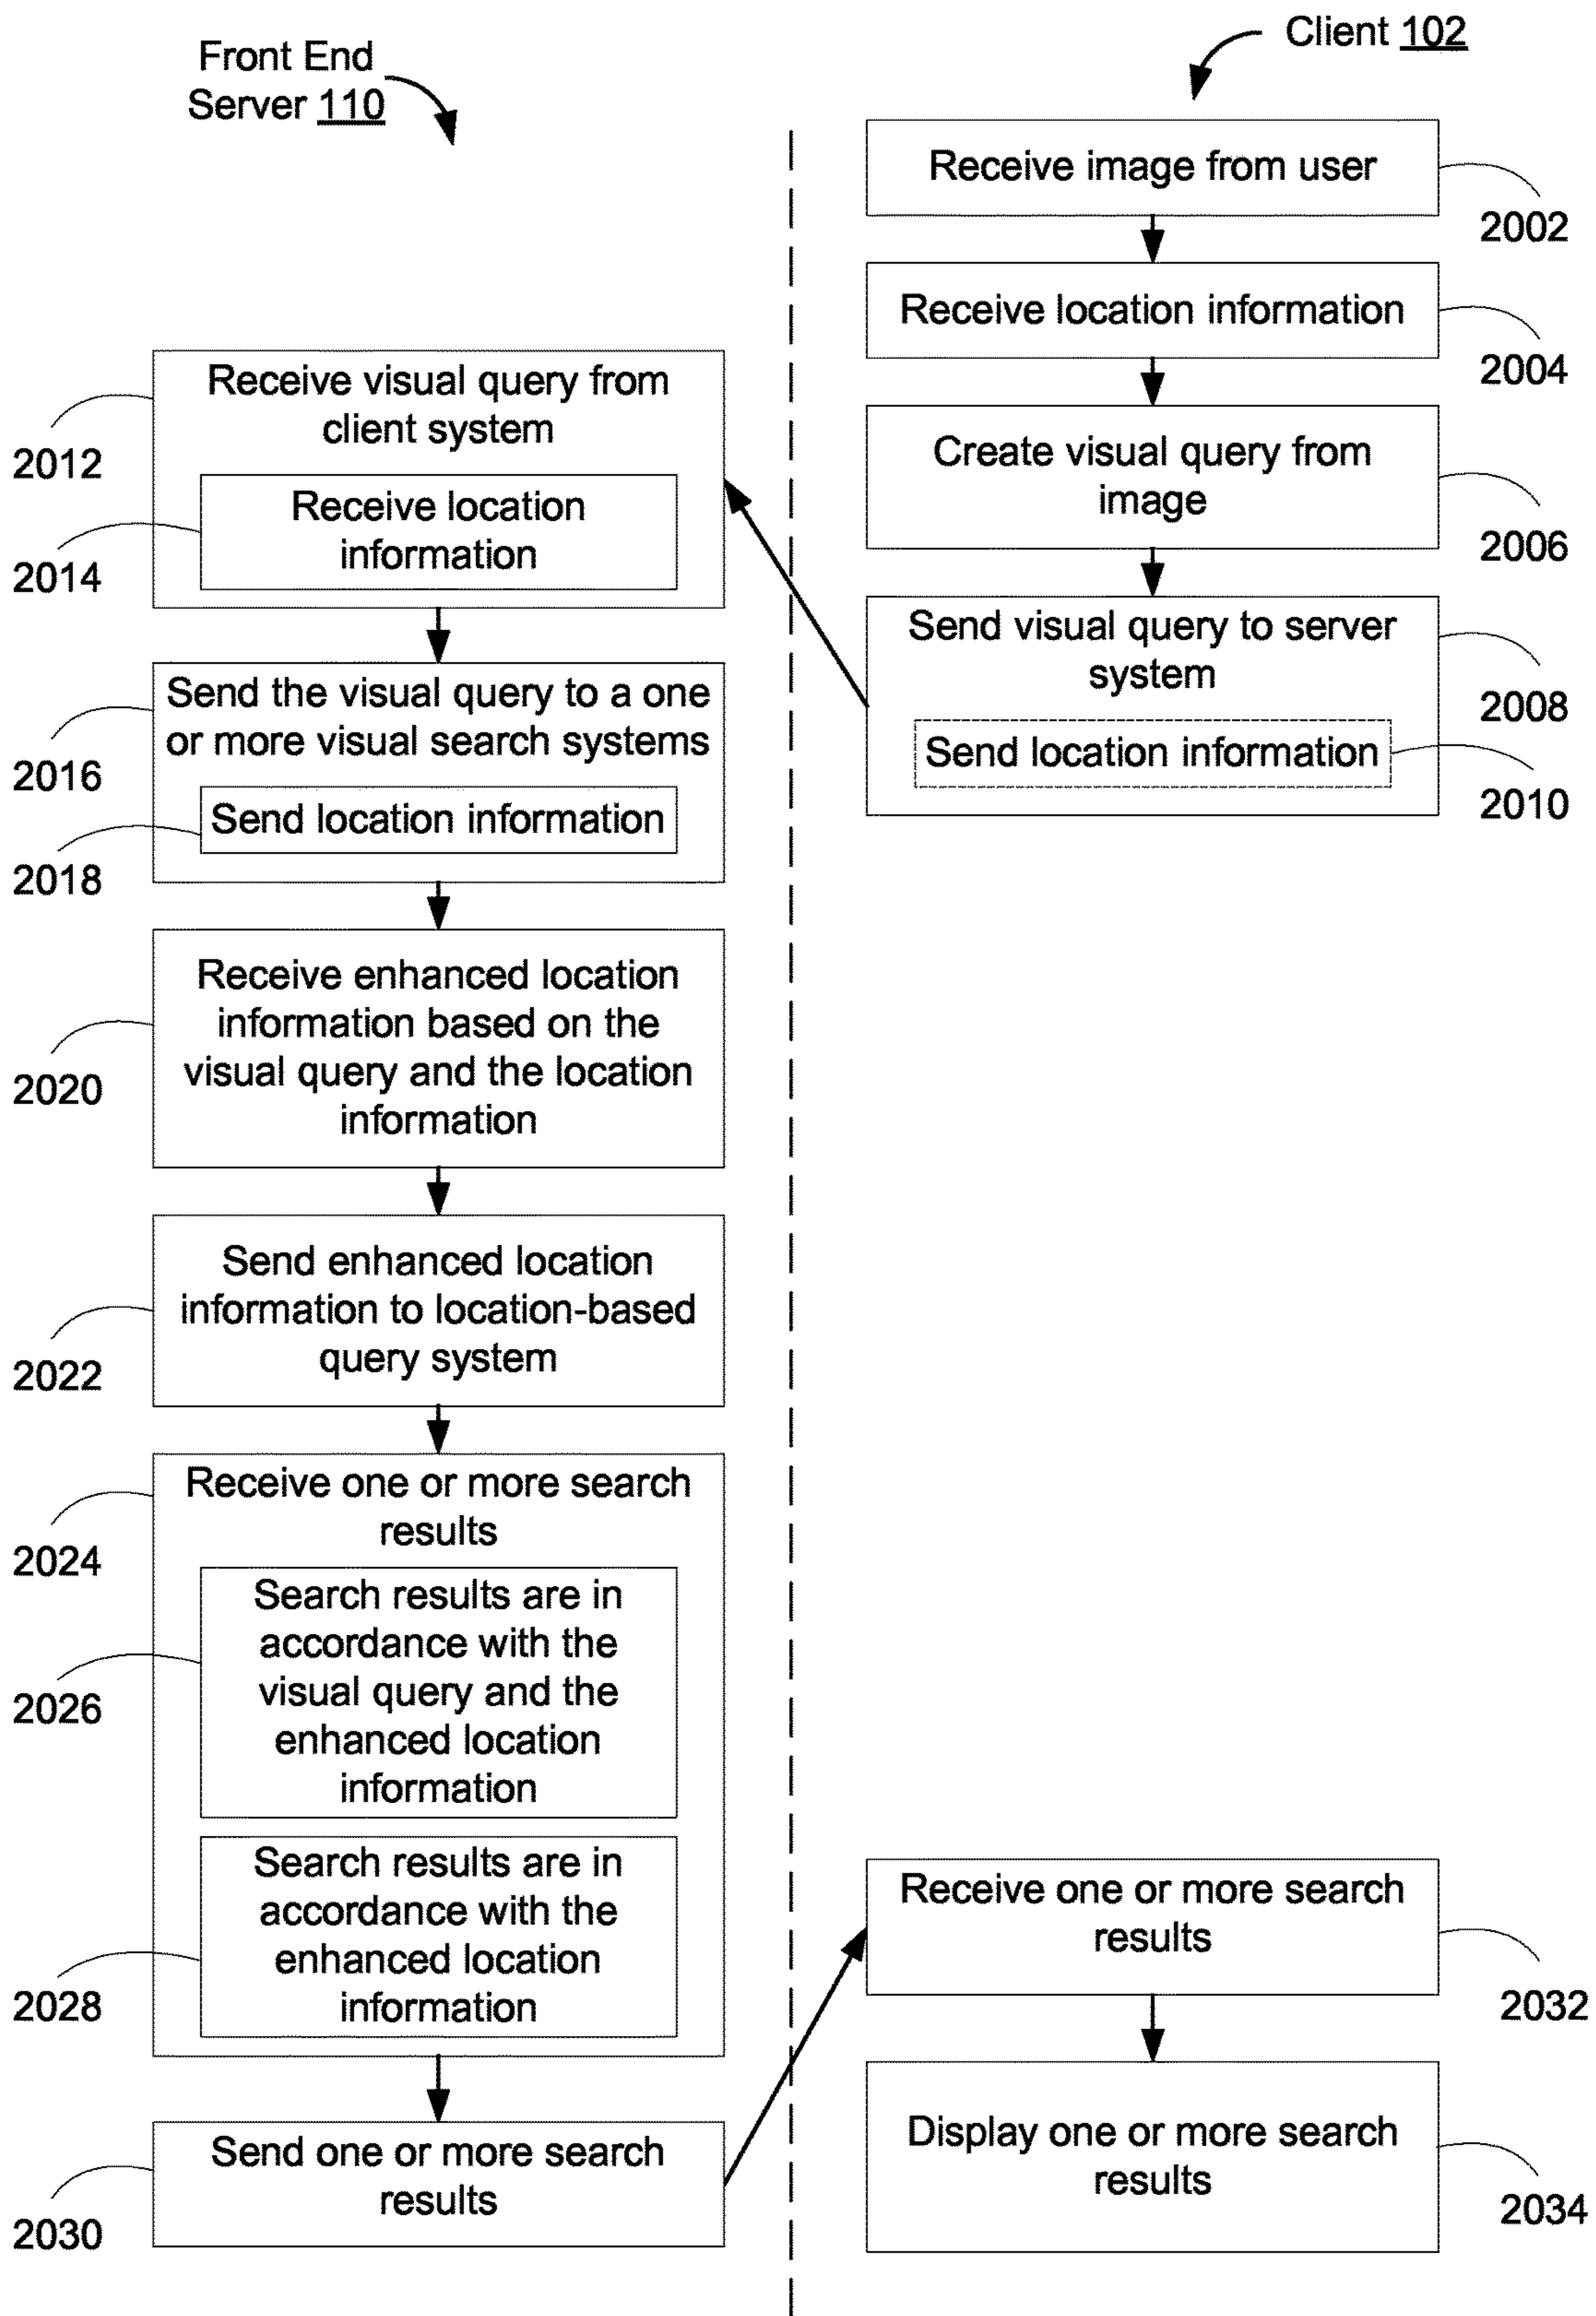 Front End
Server 110
Client 102
Receive image from user
2002
Receive location information
2004
Create visual query from
image
2006
Send visual query to server
system
2008
Send location information
2010
Receive visual query from
client system
2012
Receive location
information
2014
Send the visual query to a one
or more visual search systems
2016
Send location information
2018
Receive enhanced location
information based on the
visual query and the location
information
2020
Send enhanced location
information to location-based
query system
2022
Receive one or more search
results
2024
Search results are in
accordance with the
visual query and the
enhanced location
information
2026
Search results are in
accordance with the
enhanced location
information
2028
Send one or more search
results
2030
Receive one or more search
results
2032
Display one or more search
results
2034